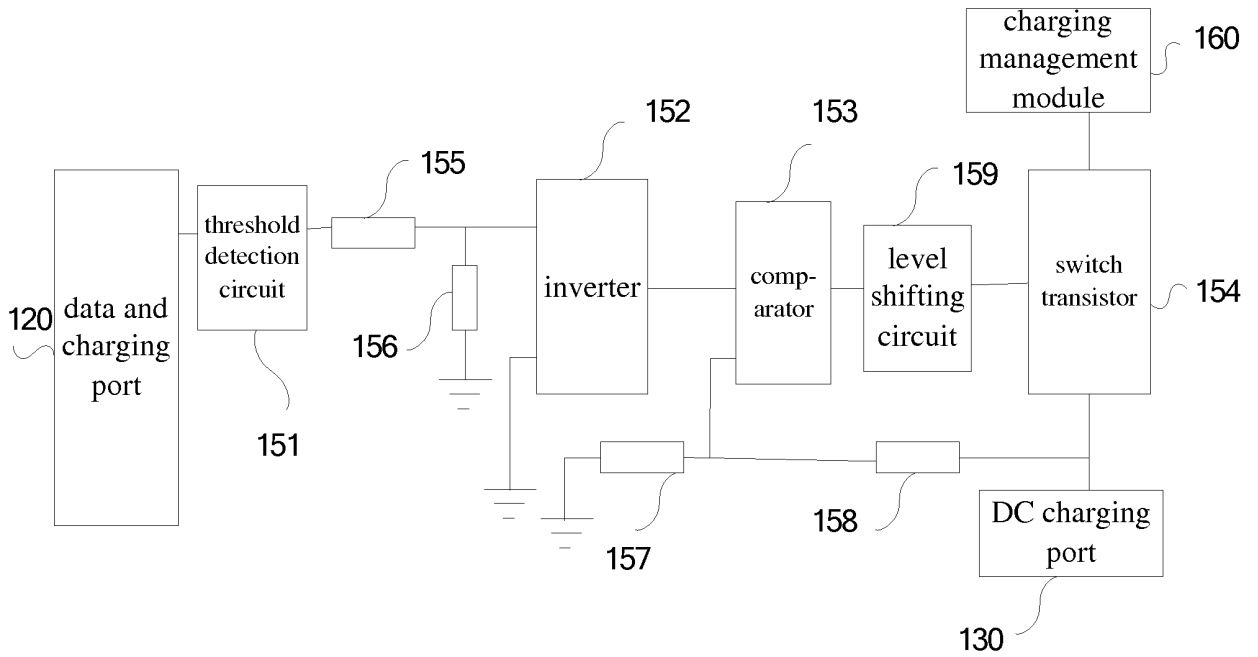 charging
management
module
160
152
153
155
159
threshold
detection
circuit
level
shifting
circuit
switch
transistor
154
inverter
comp-
arator
120
data and
charging
port
156
151
157
158
DC charging
port
130